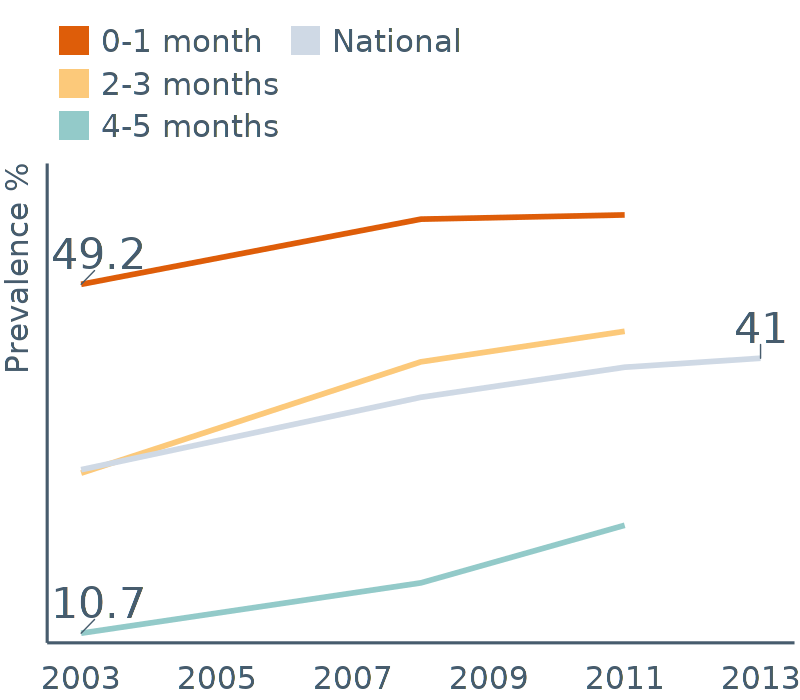 0-1 month
National
2-3 months
4-5 months
Prevalence %
49.2
41
10.7
2003 2005 2007 2009 2011 2013